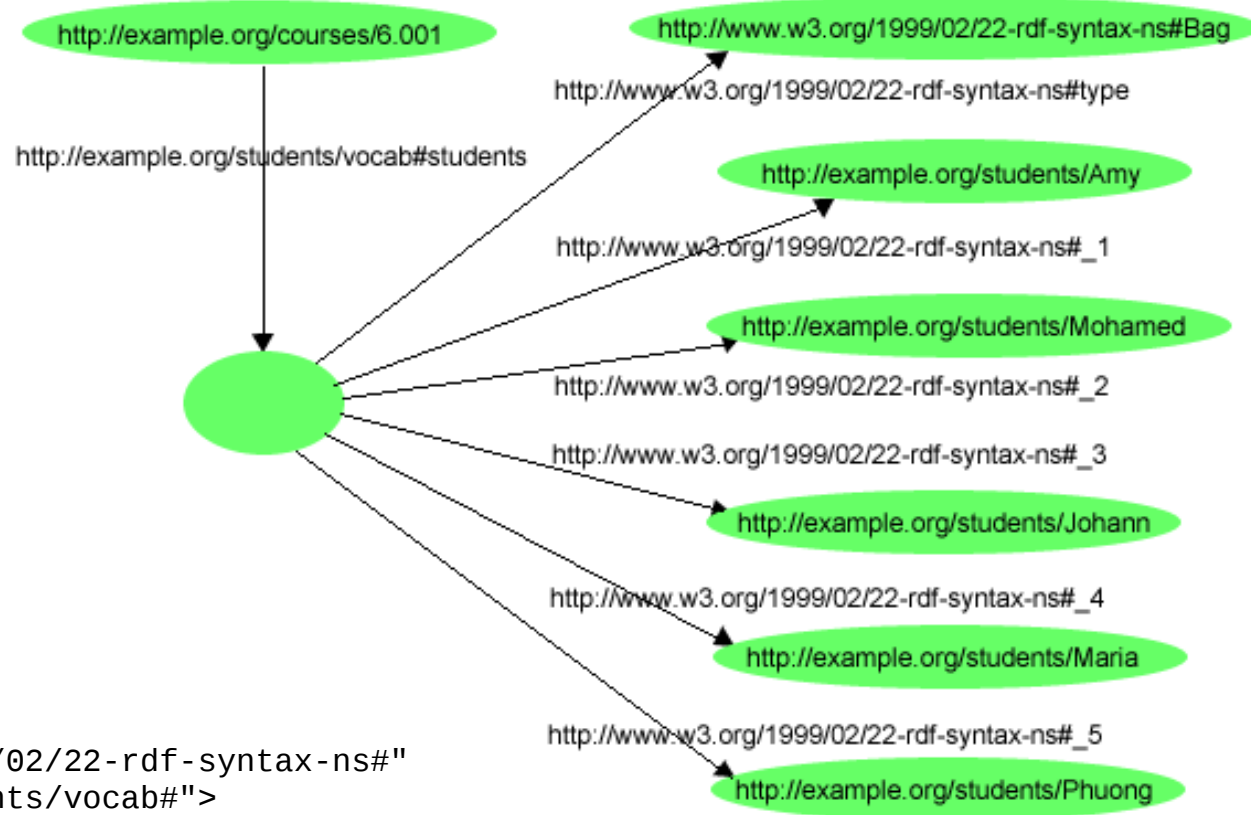 http://example.org/courses/6.001
http://www.w3.org/1999/02/22-rdf-syntax-ns#Bag
http://www.w3.org/1999/02/22-rdf-syntax-ns#type
http://example.org/students/vocab#students
http://example.org/students/Amy
http://www.w3.org/1999/02/22-rdf-syntax-ns#_1
http://example.org/students/Mohamed
http://www.w3.org/1999/02/22-rdf-syntax-ns#_2
http://www.w3.org/1999/02/22-rdf-syntax-ns#_3
http://example.org/students/Johann
http://www.w3.org/1999/02/22-rdf-syntax-ns#_4
http://example.org/students/Maria
http://www.w3.org/1999/02/22-rdf-syntax-ns#_5
http://example.org/students/Phuong
/02/22-rdf-syntax-ns#"
nts/vocab#">